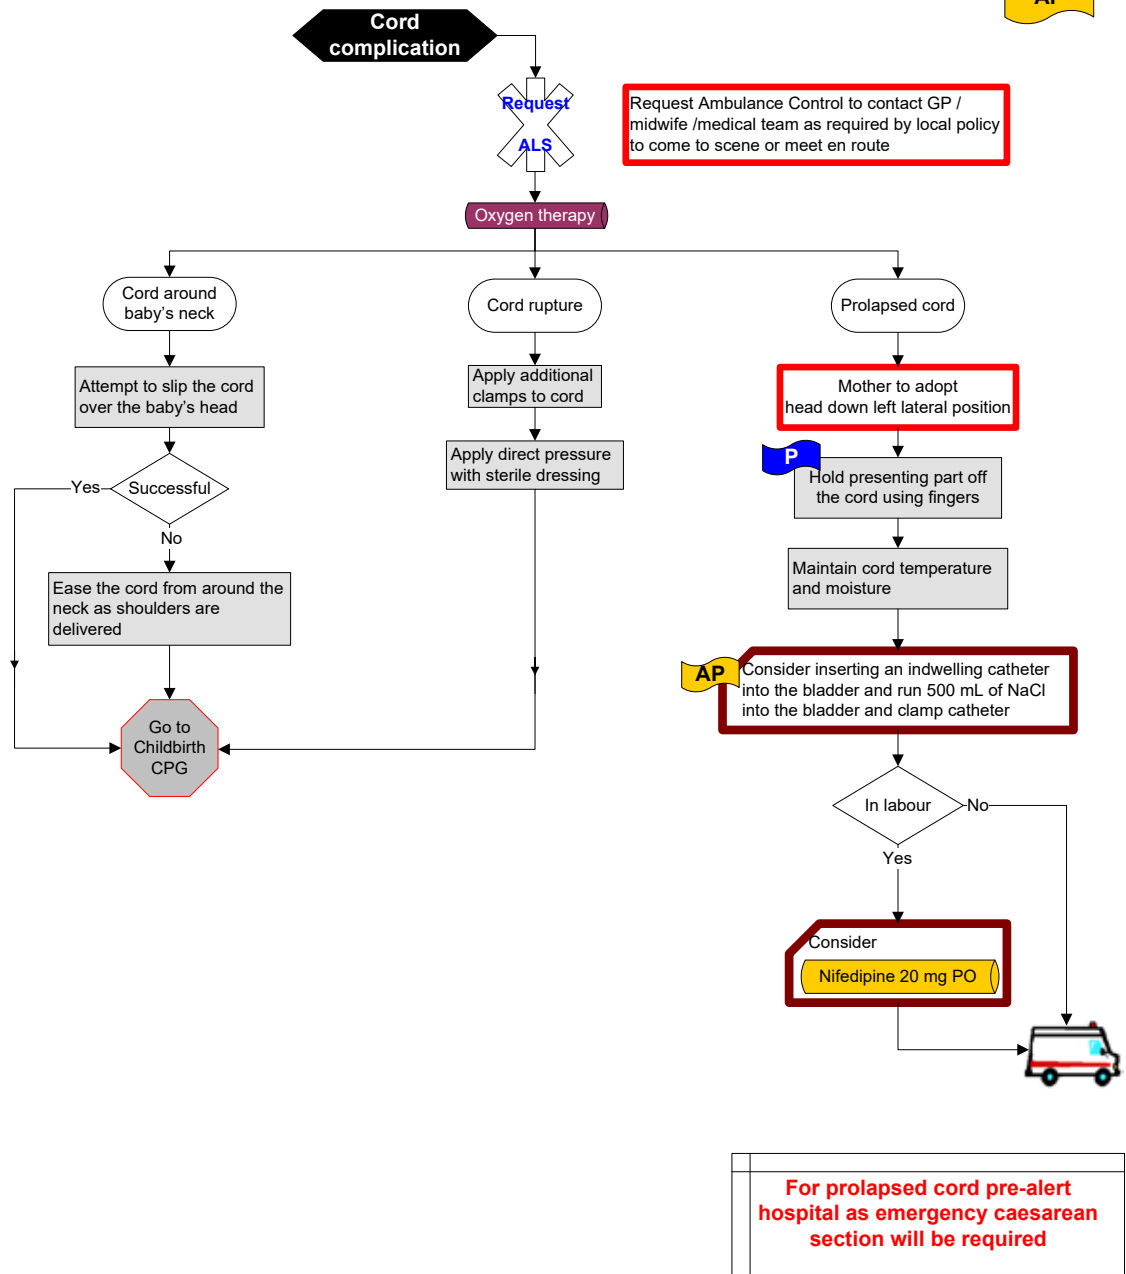 AP
Cord
complication
Request
ALS
Request Ambulance Control to contact GP /
midwife /medical team as required by local policy
to come to scene or meet en route
Oxygen therapy
Cord around
baby’s neck
Attempt to slip the cord
over the baby’s head
Successful
Yes
No
Ease the cord from around the
neck as shoulders are
delivered
Go to
Childbirth
CPG
Cord rupture
Apply additional
clamps to cord
Apply direct pressure
with sterile dressing
Prolapsed cord
Mother to adopt
head down left lateral position
P
Hold presenting part off
the cord using fingers
Maintain cord temperature
and moisture
AP
Consider inserting an indwelling catheter
into the bladder and run 500 mL of NaCl
into the bladder and clamp catheter
In labour
No
Yes
Consider
Nifedipine 20 mg PO
For prolapsed cord pre-alert
hospital as emergency caesarean
section will be required